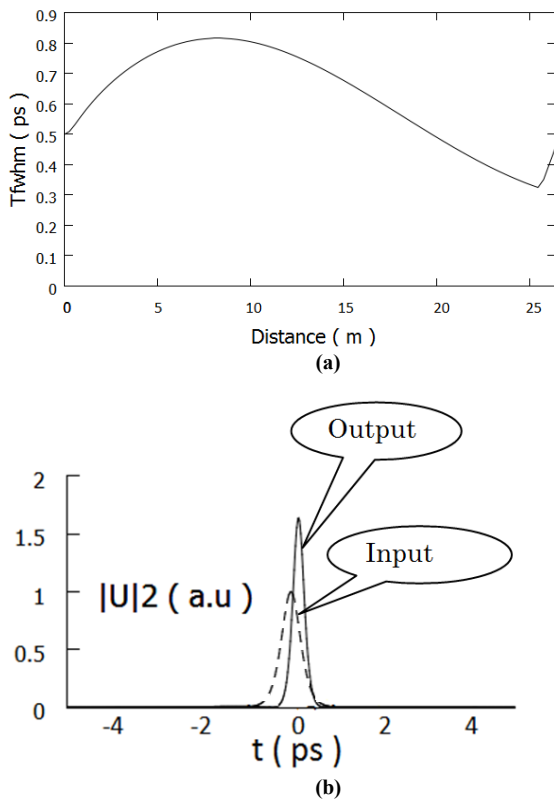 0.9
0.8
0.7
0.6
0.5
0.4
0.3
0.2
0.1
0
Tfwhm ( ps )
0 5 10 15 20 25
Distance ( m )
(a)
Output
Input
2
1.5
1
0.5
0
|U|2 ( a.u )
-4 -2 0 2 4
t ( ps )
(b)